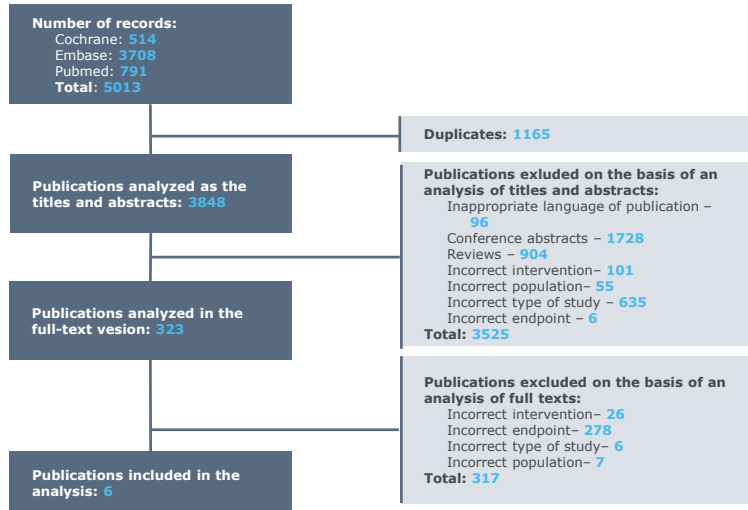 Number of records:
Cochrane: 514
Embase: 3708
Pubmed: 791
Total: 5013
Duplicates: 1165
Publications analyzed as the
titles and abstracts: 3848
Publications exluded on the basis of an
analysis of titles and abstracts:
Inappropriate language of publication –
96
Conference abstracts – 1728
Reviews – 904
Incorrect intervention– 101
Incorrect population– 55
Incorrect type of study – 635
Incorrect endpoint – 6
Total: 3525
Publications analyzed in the
full-text vesion: 323
Publications excluded on the basis of an
analysis of full texts:
Incorrect intervention– 26
Incorrect endpoint– 278
Incorrect type of study– 6
Incorrect population– 7
Total: 317
Publications included in the
analysis: 6